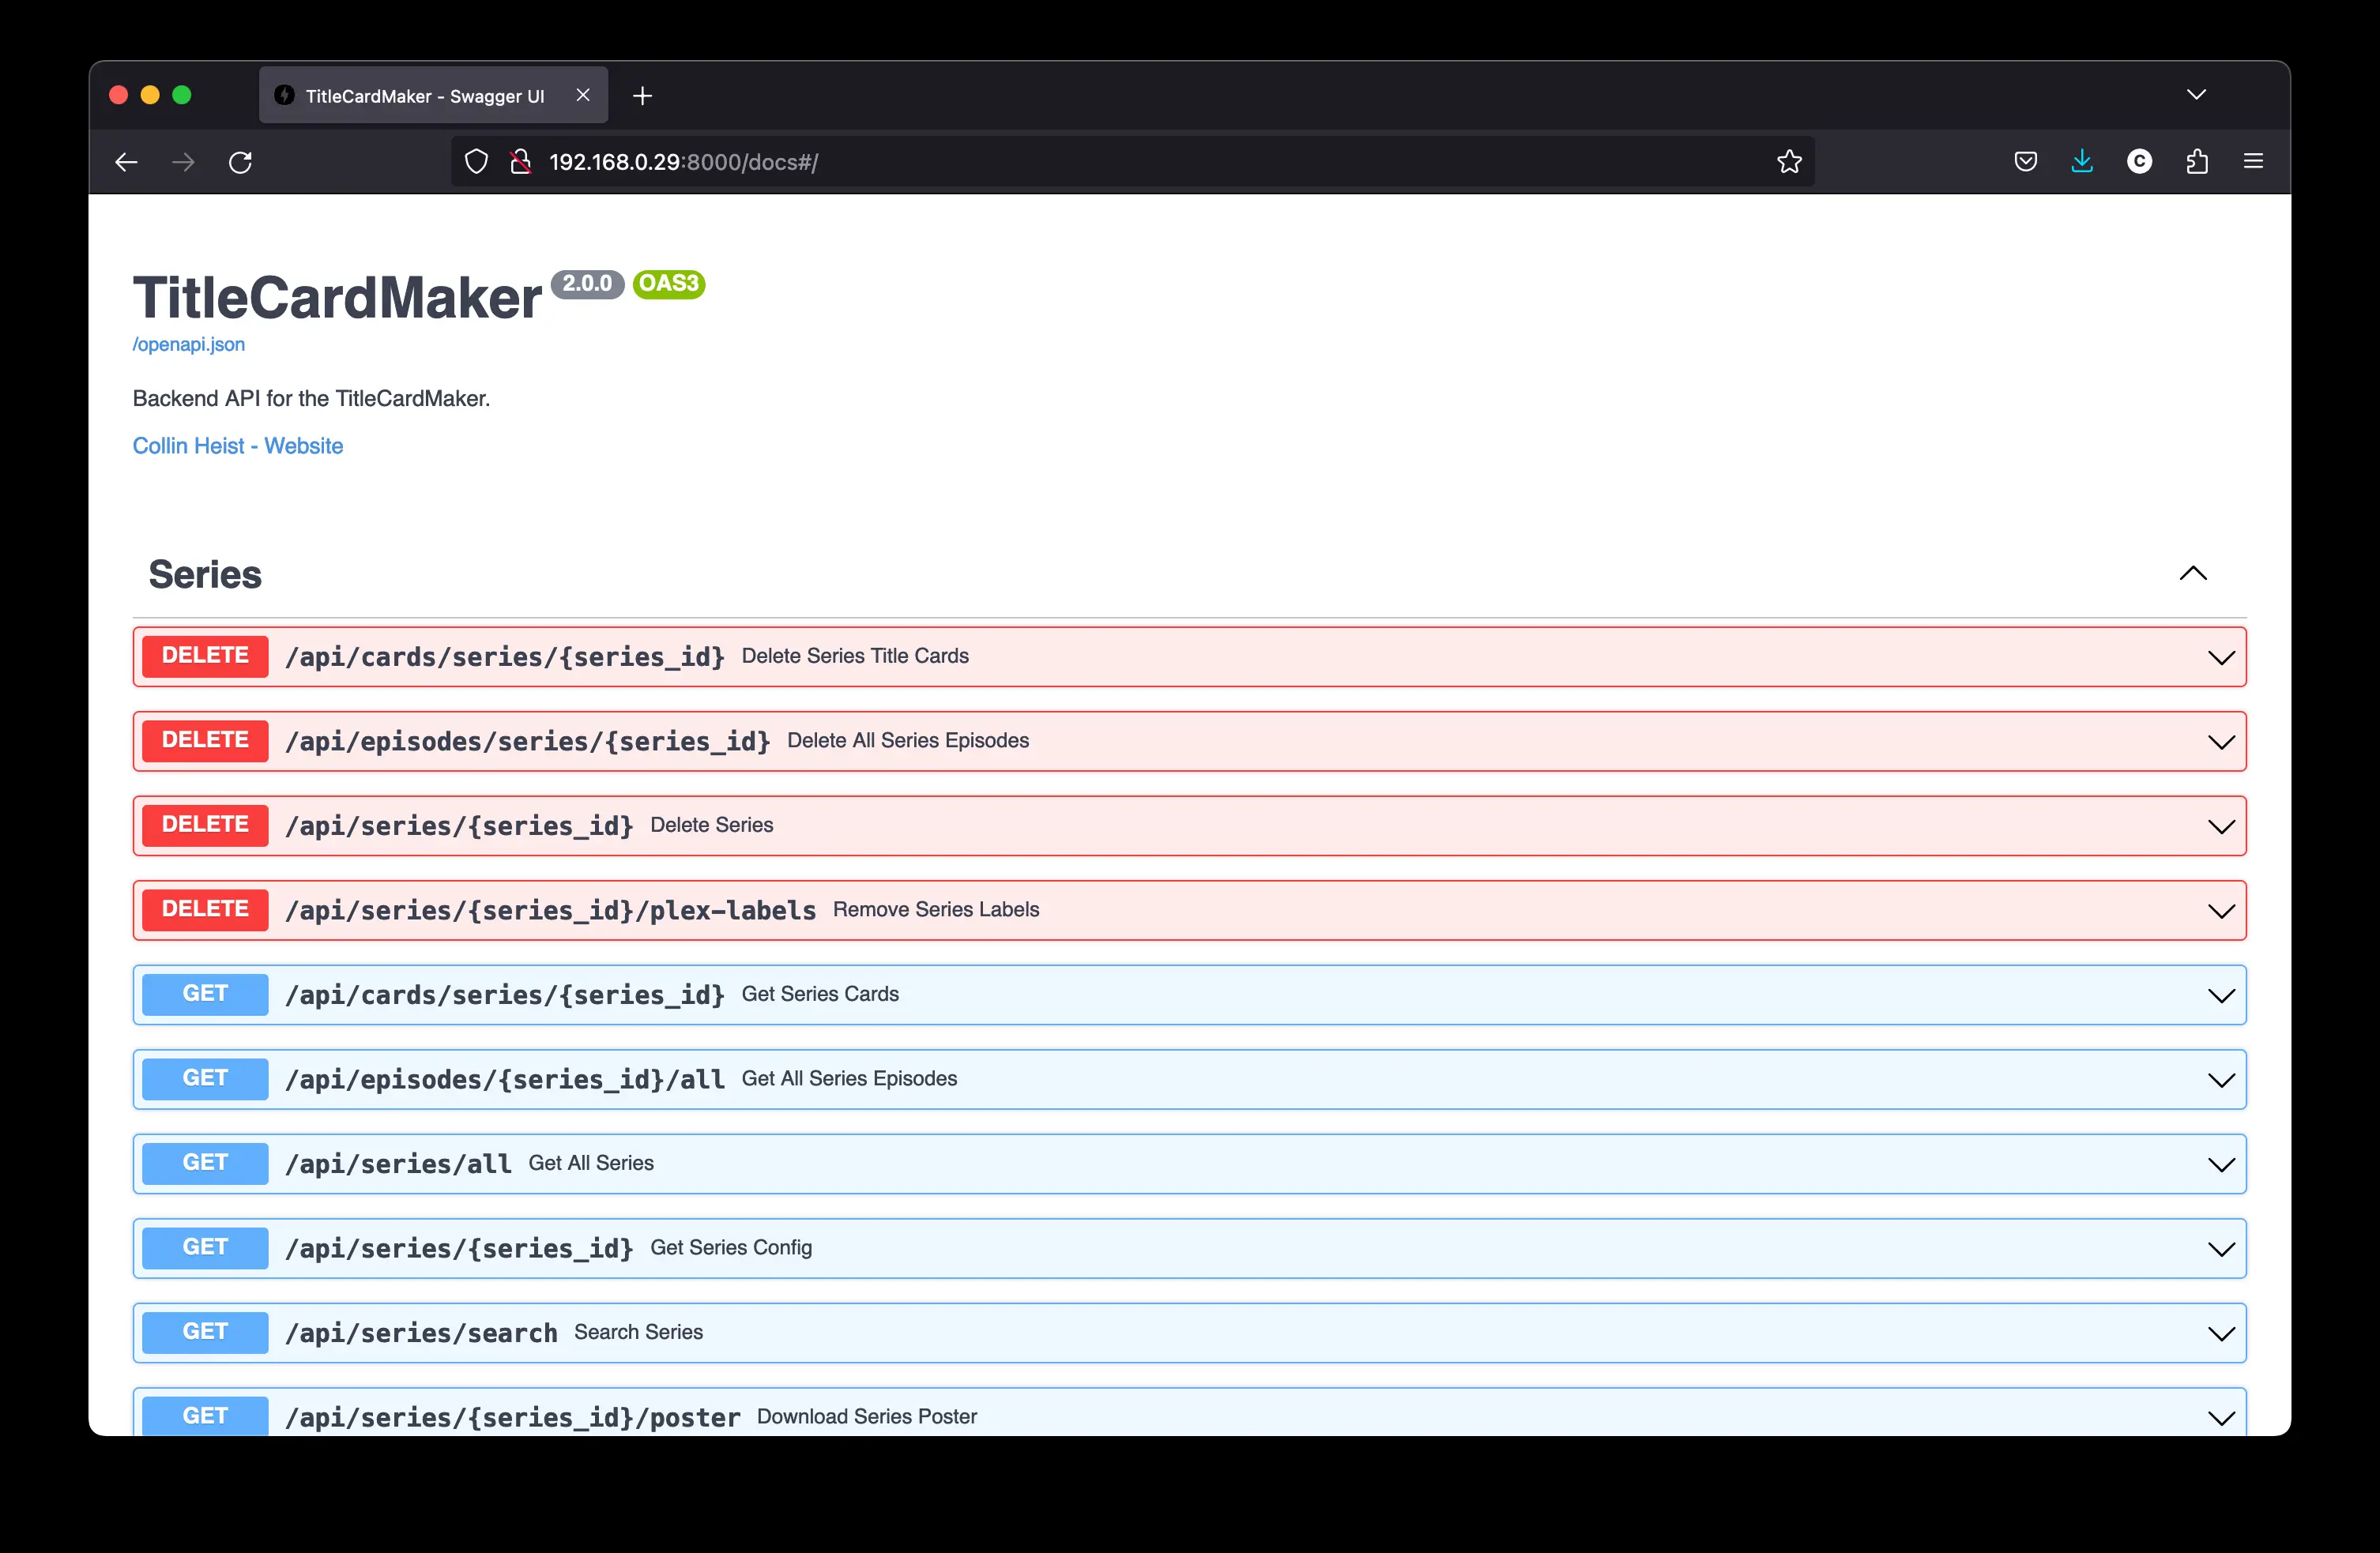 TitleCardMaker - Swagger UI
192.168.0.29:8000/docs#/
C
TitleCardMaker 2.0.0 OAS3
/openapi.json
Backend API for the TitleCardMaker.
Collin Heist - Website
Series
DELETE /api/cards/series/{series_id} Delete Series Title Cards
DELETE /api/episodes/series/{series_id} Delete All Series Episodes
DELETE /api/series/{series_id} Delete Series
DELETE /api/series/{series_id}/plex-labels Remove Series Labels
GET /api/cards/series/{series_id} Get Series Cards
GET /api/episodes/{series_id}/all Get All Series Episodes
GET /api/series/all Get All Series
GET /api/series/{series_id} Get Series Config
GET /api/series/search Search Series
GET /api/series/{series_id}/poster Download Series Poster